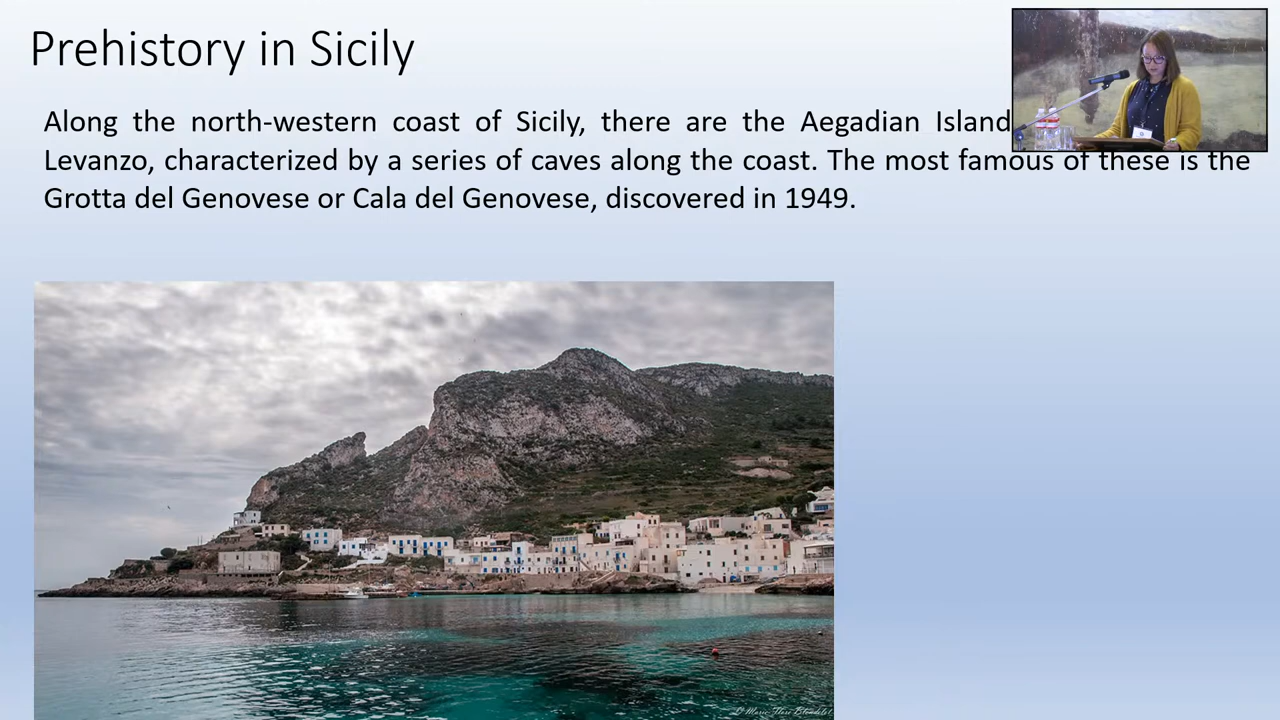 Prehistory in Sicily
Along the north-western coast of Sicily, there are the Aegadian Island
Levanzo, characterized by a series of caves along the coast. The most famous of these is the
Grotta del Genovese or Cala del Genovese, discovered in 1949.